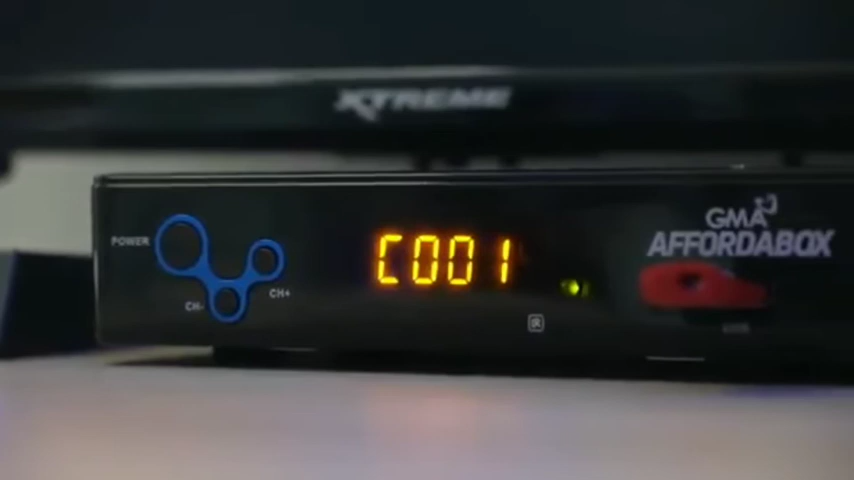 XTREME
POWER
CH-
CH+
C001
GMA
AFFORDABOX